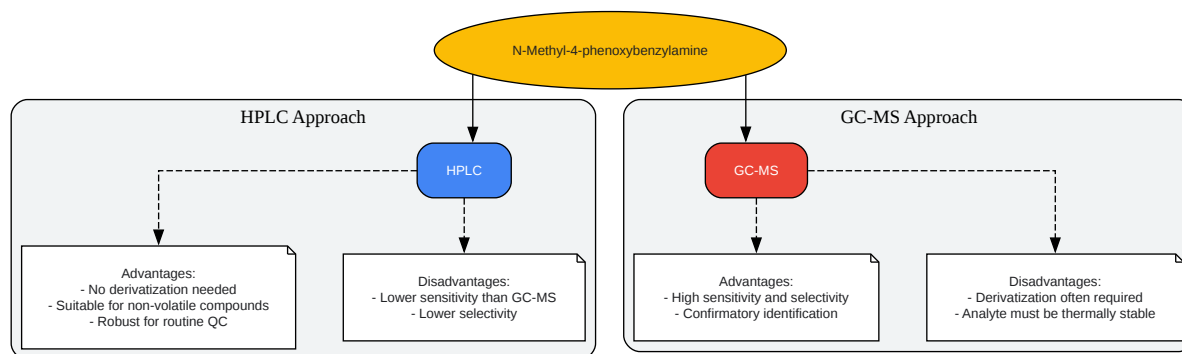 N-Methyl-4-phenoxybenzylamine
HPLC Approach
HPLC
Advantages:
- No derivatization needed
- Suitable for non-volatile compounds
- Robust for routine QC
Disadvantages:
- Lower sensitivity than GC-MS
- Lower selectivity
GC-MS Approach
GC-MS
Advantages:
- High sensitivity and selectivity
- Confirmatory identification
Disadvantages:
- Derivatization often required
- Analyte must be thermally stable